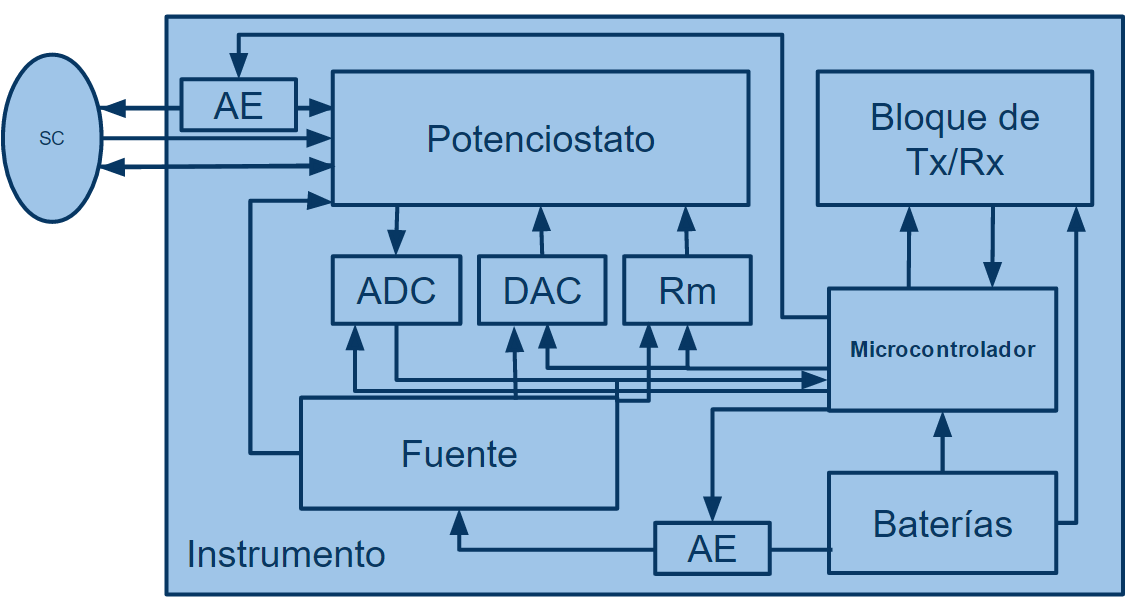 SC
AE
Potenciostato
Bloque de
Tx/Rx
ADC
DAC
Rm
Microcontrolador
Fuente
Baterías
AE
Instrumento